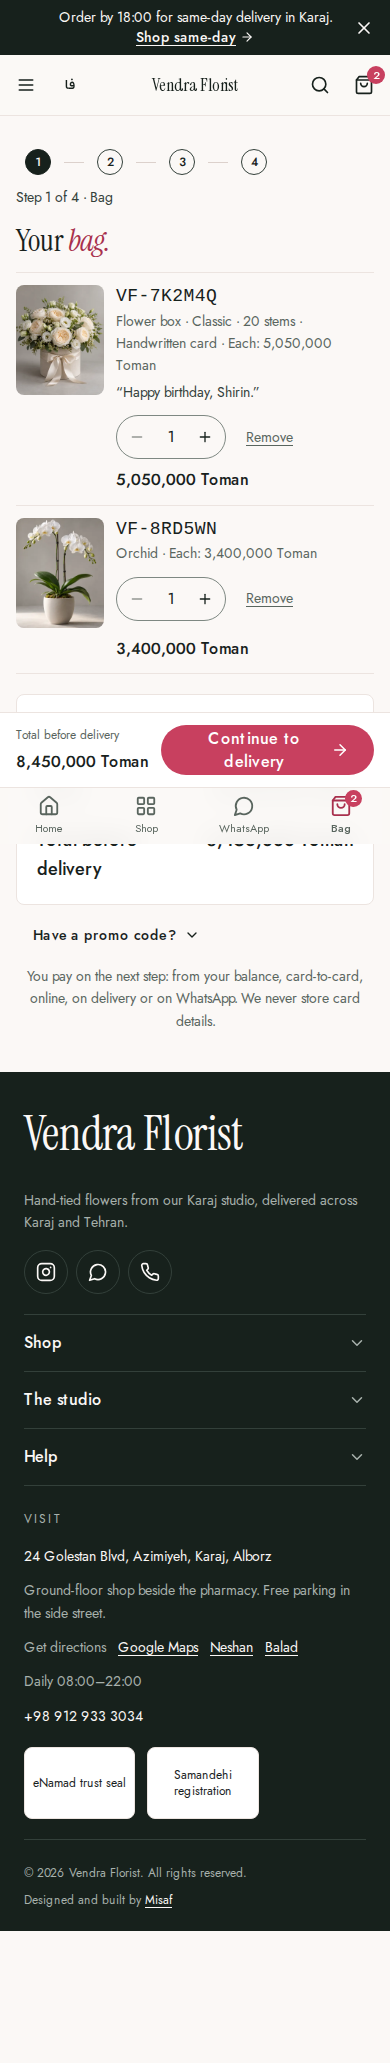 Order by 18:00 for same-day delivery in Karaj.
Shop same-day →
فا
Vendra Florist
2
1 2 3 4
Step 1 of 4 · Bag
Your bag.
VF-7K2M4Q
Flower box · Classic · 20 stems ·
Handwritten card · Each: 5,050,000
Toman
“Happy birthday, Shirin.”
− 1 + Remove
5,050,000 Toman
VF-8RD5WN
Orchid · Each: 3,400,000 Toman
− 1 + Remove
3,400,000 Toman
Total before delivery
8,450,000 Toman
Continue to
delivery
Home
Shop
WhatsApp
2
Bag
delivery
Have a promo code?
You pay on the next step: from your balance, card-to-card,
online, on delivery or on WhatsApp. We never store card
details.
Vendra Florist
Hand-tied flowers from our Karaj studio, delivered across
Karaj and Tehran.
Shop
The studio
Help
VISIT
24 Golestan Blvd, Azimiyeh, Karaj, Alborz
Ground-floor shop beside the pharmacy. Free parking in
the side street.
Get directions Google Maps Neshan Balad
Daily 08:00–22:00
+98 912 933 3034
eNamad trust seal
Samandehi
registration
© 2026 Vendra Florist. All rights reserved.
Designed and built by Misaf